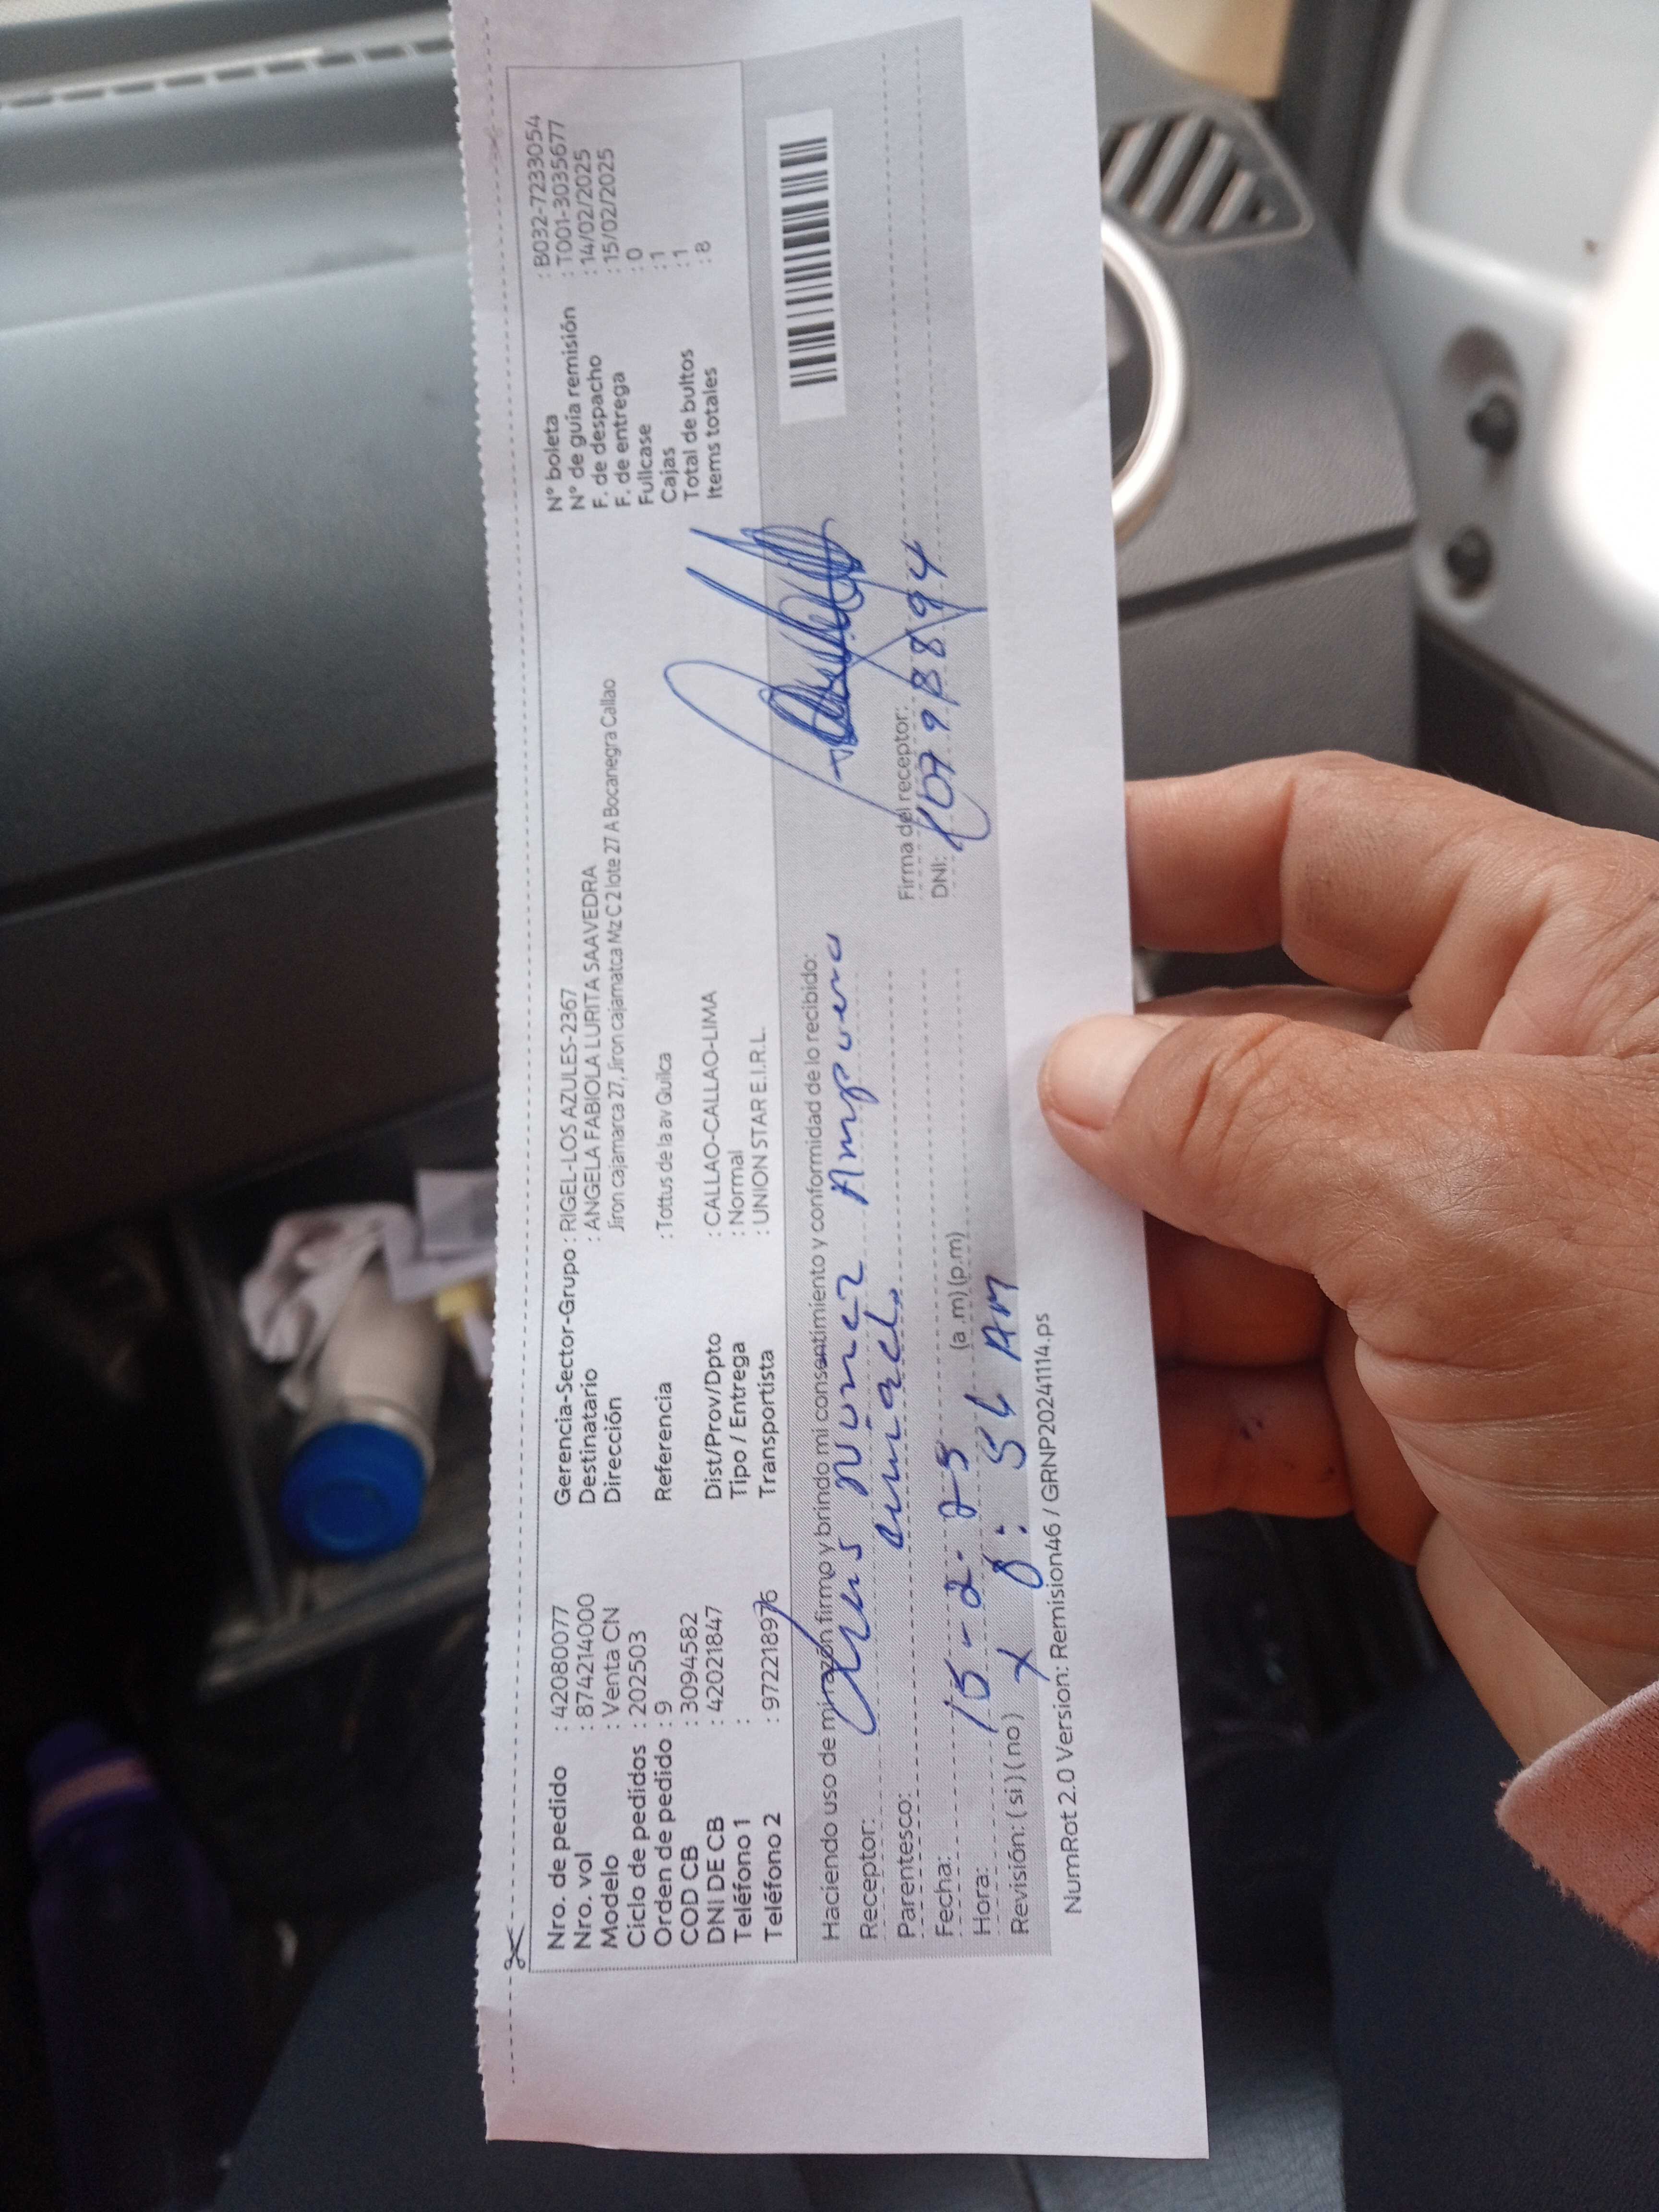 Nro. de pedido : 42080077
Nro. vol : 874214000
Modelo : Venta CN
Ciclo de pedidos : 202503
Orden de pedido : 9
COD CB : 3094582
DNI DE CB : 42021847
Teléfono 1 :
Teléfono 2 : 972218976
Gerencia-Sector-Grupo : RIGEL-LOS AZULES-2367
Destinatario : ANGELA FABIOLA LURITA SAAVEDRA
Dirección Jiron cajamarca 27, Jiron cajamatca Mz C 2 lote 27 A Bocanegra Callao
Referencia : Tottus de la av Quilca
Dist/Prov/Dpto : CALLAO-CALLAO-LIMA
Tipo / Entrega : Normal
Transportista : UNION STAR E.I.R.L.
N° boleta : B032-7233054
N° de guía remisión : T001-3035677
F. de despacho : 14/02/2025
F. de entrega : 15/02/2025
Fullcase : 0
Cajas : 1
Total de bultos : 1
Items totales : 8
Haciendo uso de mi razón firmo y brindo mi consentimiento y conformidad de lo recibido:
Receptor: Nunez Ampuero
Parentesco:
Fecha: 15-2-25
Hora: (a.m) (p.m)
Revisión: ( si ) ( no ) AM
Firma del receptor:
DNI:
NumRot 2.0 Version: Remision46 / GRNP20241114.ps